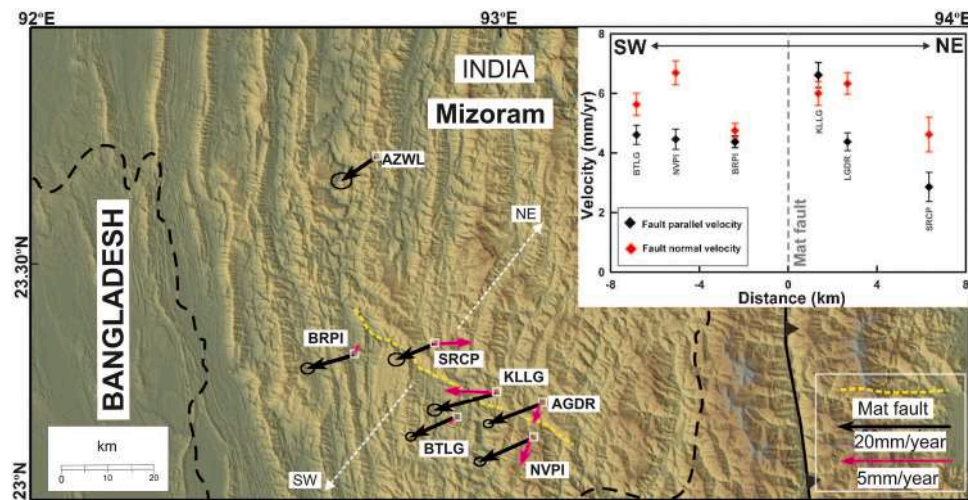 92°E
93°E
94°E
INDIA
Mizoram
AZWL
NE
BANGLADESH
23.30°N
BRPI
SRCP
KLLG
AGDR
BTLG
NVPI
SW
23°N
km
0
10
20
SW
NE
8
6
4
2
0
Velocity (mm/yr)
BTLG
NVPI
BRPI
KLLG
LGDR
SRCP
Fault parallel velocity
Fault normal velocity
Mat fault
-8
-4
0
4
8
Distance (km)
Mat fault
20mm/year
5mm/year